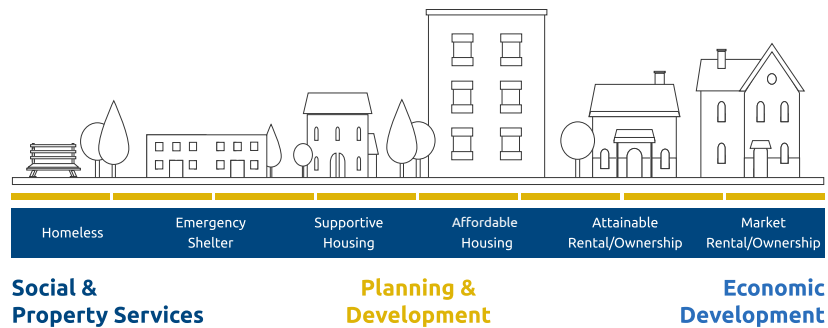 Homeless
Emergency
Shelter
Supportive
Housing
Affordable
Housing
Attainable
Rental/Ownership
Market
Rental/Ownership
Social &
Property Services
Planning &
Development
Economic
Development